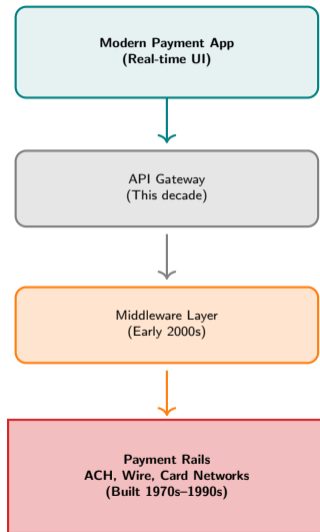 Modern Payment App
(Real-time UI)
API Gateway
(This decade)
Middleware Layer
(Early 2000s)
Payment Rails
ACH, Wire, Card Networks
(Built 1970s–1990s)